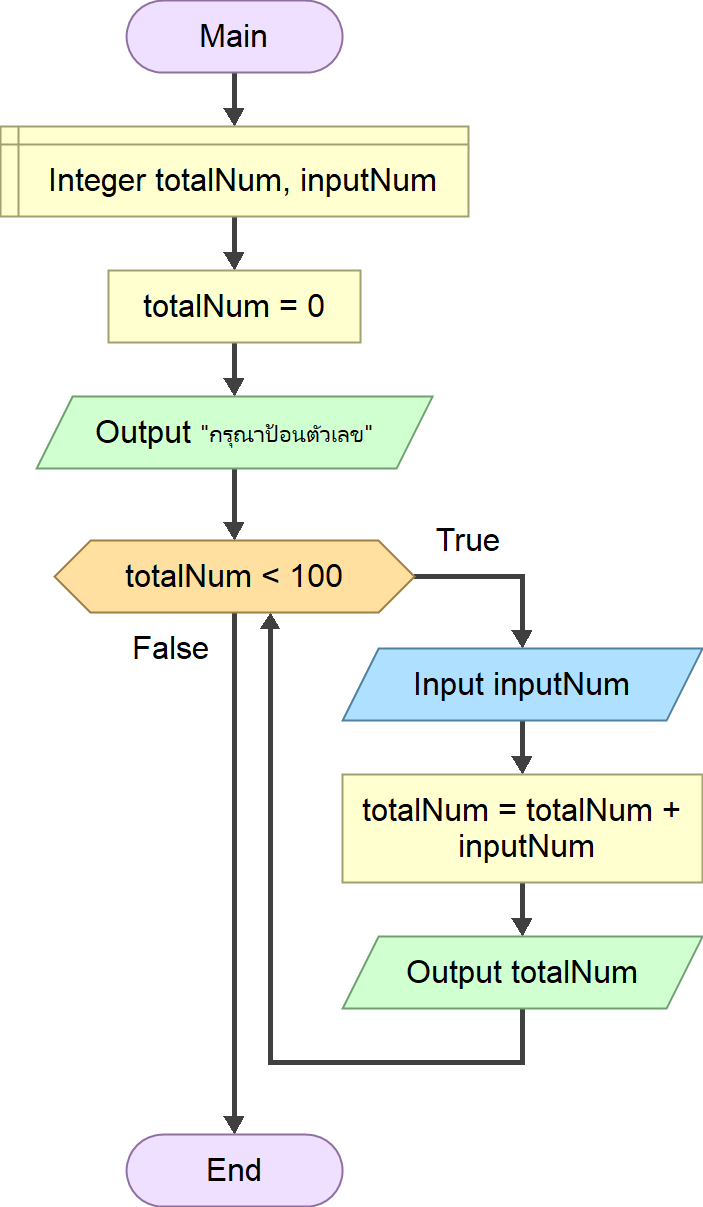 Main
Integer totalNum, inputNum
totalNum = 0
Output "กรุณาป้อนตัวเลข"
totalNum < 100
True
False
Input inputNum
totalNum = totalNum +
inputNum
Output totalNum
End